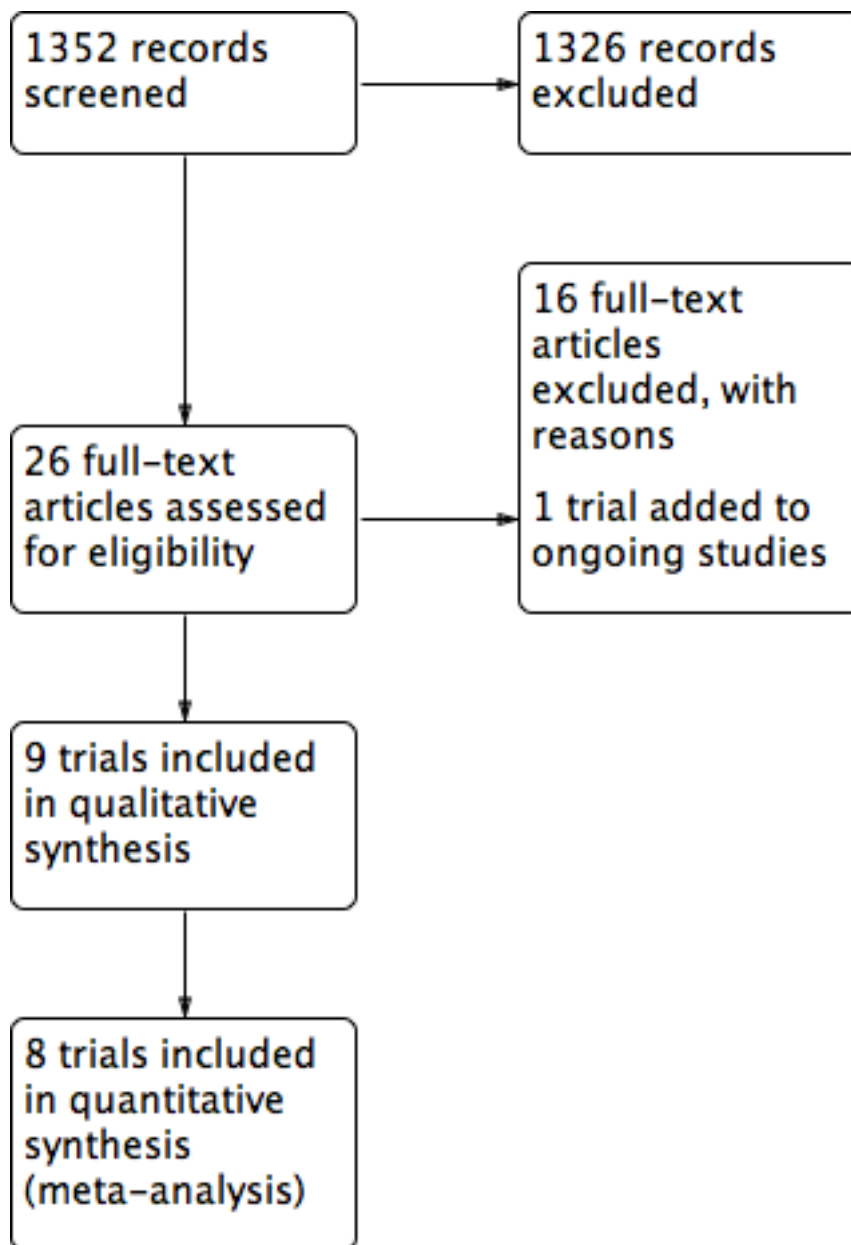 1352 records
screened
1326 records
excluded
16 full-text
articles
excluded, with
reasons
1 trial added to
ongoing studies
26 full-text
articles assessed
for eligibility
9 trials included
in qualitative
synthesis
8 trials included
in quantitative
synthesis
(meta-analysis)